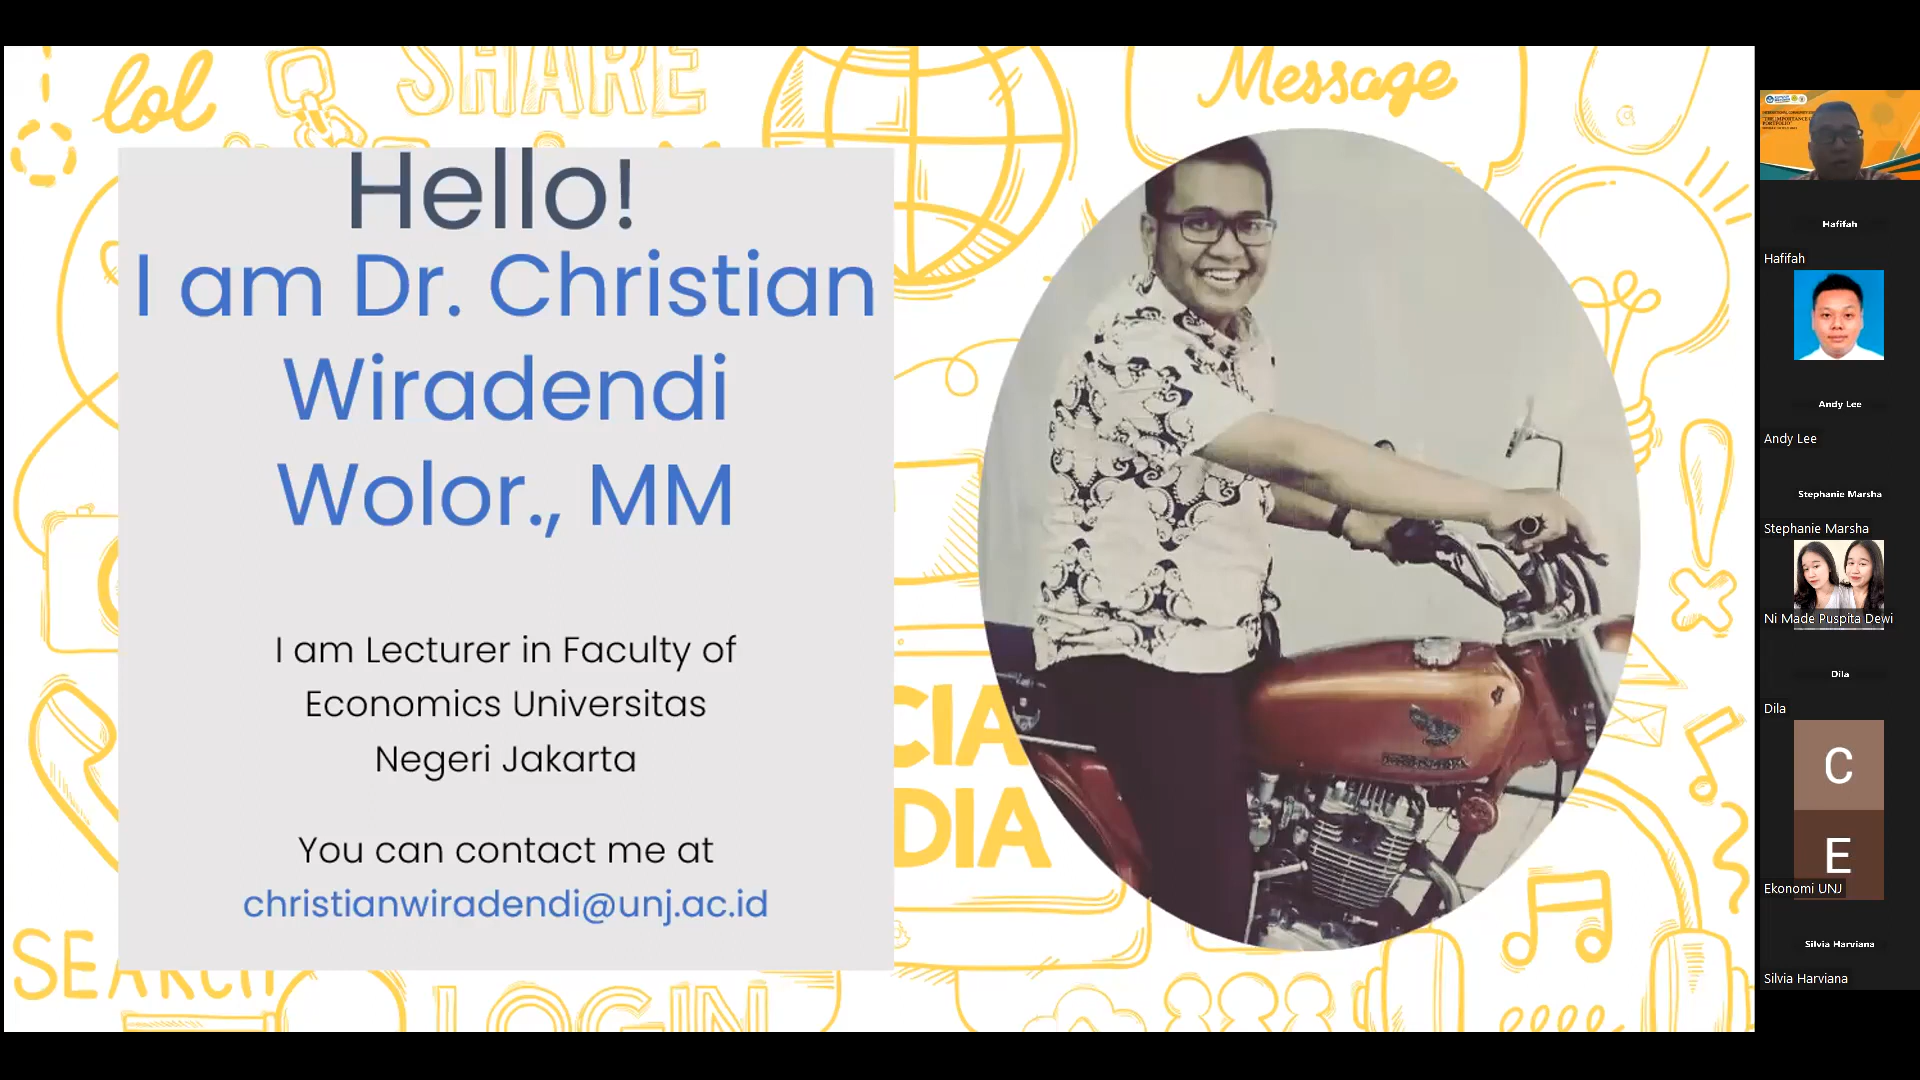 lol
SHARE
Message
Hello!
I am Dr. Christian
Wiradendi
Wolor., MM
I am Lecturer in Faculty of
Economics Universitas
Negeri Jakarta
You can contact me at
christianwiradendi@unj.ac.id
CIA
DIA
SEARCH
LOGIN
Hafifah
Hafifah
Andy Lee
Andy Lee
Stephanie Marsha
Stephanie Marsha
Ni Made Puspita Dewi
Dila
Dila
C
E
Ekonomi UNJ
Silvia Harviana
Silvia Harviana